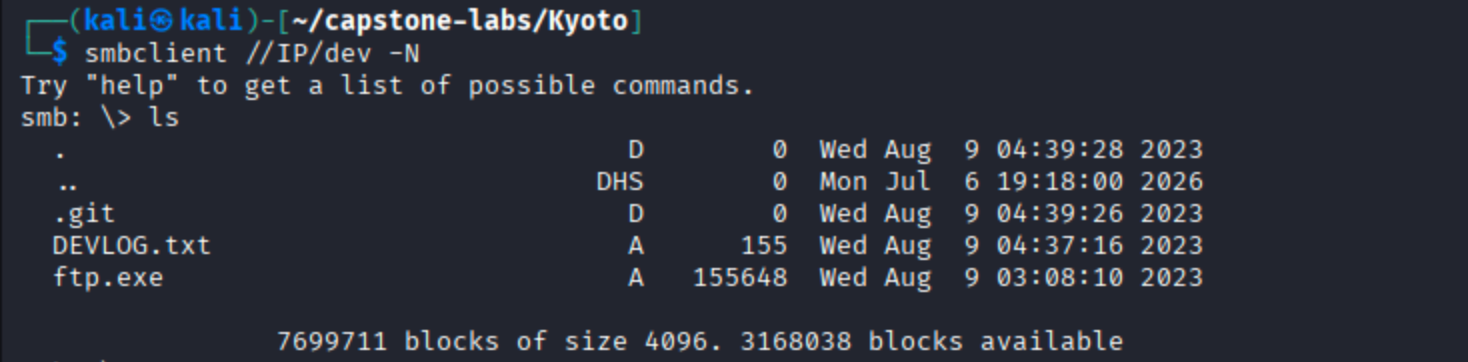 ┌──(kali㉿kali)-[~/capstone-labs/Kyoto]
└─$ smbclient //IP/dev -N
Try "help" to get a list of possible commands.
smb: \> ls
  .                                   D        0  Wed Aug  9 04:39:28 2023
  ..                                DHS        0  Mon Jul  6 19:18:00 2026
  .git                                D        0  Wed Aug  9 04:39:26 2023
  DEVLOG.txt                          A      155  Wed Aug  9 04:37:16 2023
  ftp.exe                             A   155648  Wed Aug  9 03:08:10 2023
                7699711 blocks of size 4096. 3168038 blocks available